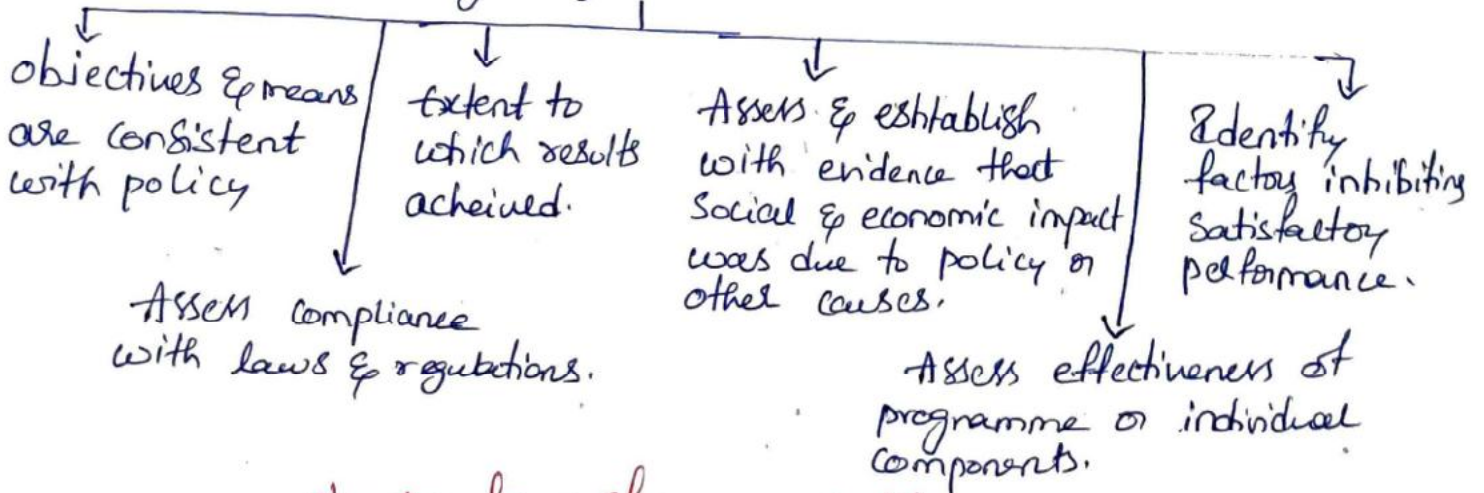 objectives & means
are consistent
with policy
Assess compliance
with laws & regulations.
Extent to
which results
acheived.
Assess & eshtablish
with evidence that
Social & economic impact
was due to policy or
other causes.
Assess effectiveness of
programme or individual
components.
Identify
factors inhibiting
satisfactory
performance.